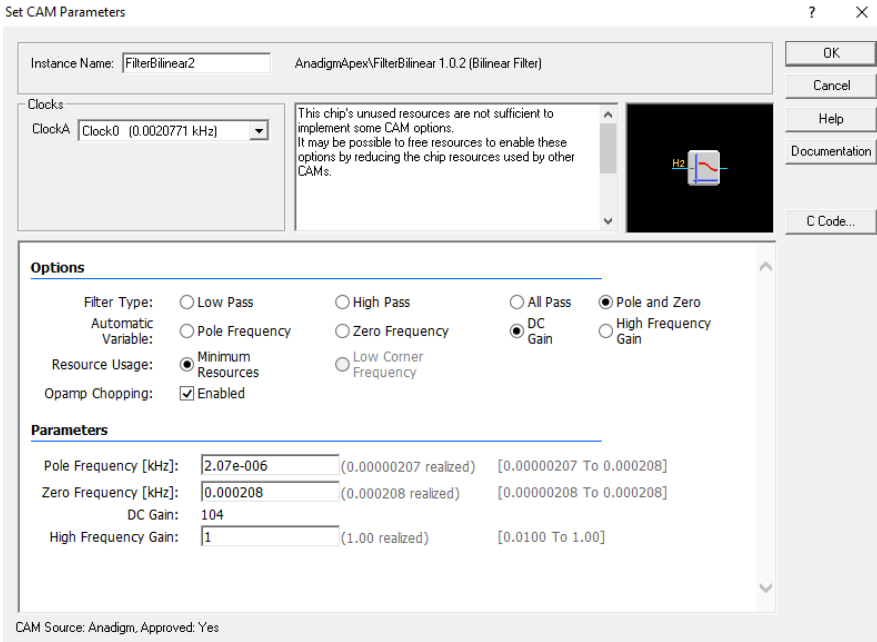 Set CAM Parameters
?
×
Instance Name: FilterBilinear2
AnadigmApex\FilterBilinear 1.0.2 (Bilinear Filter)
OK
Cancel
Help
Documentation
C Code...
Clocks
ClockA Clock0 (0.0020771 kHz)
This chip's unused resources are not sufficient to
implement some CAM options.
It may be possible to free resources to enable these
options by reducing the chip resources used by other
CAMs.
H2
Options
Filter Type: Low Pass High Pass All Pass Pole and Zero
Automatic
Variable: Pole Frequency Zero Frequency DC
Gain High Frequency
Gain
Resource Usage: Minimum
Resources Low Corner
Frequency
Opamp Chopping: Enabled
Parameters
Pole Frequency [kHz]: 2.07e-006 (0.00000207 realized) [0.00000207 To 0.000208]
Zero Frequency [kHz]: 0.000208 (0.000208 realized) [0.00000208 To 0.000208]
DC Gain: 104
High Frequency Gain: 1 (1.00 realized) [0.0100 To 1.00]
CAM Source: Anadigm, Approved: Yes